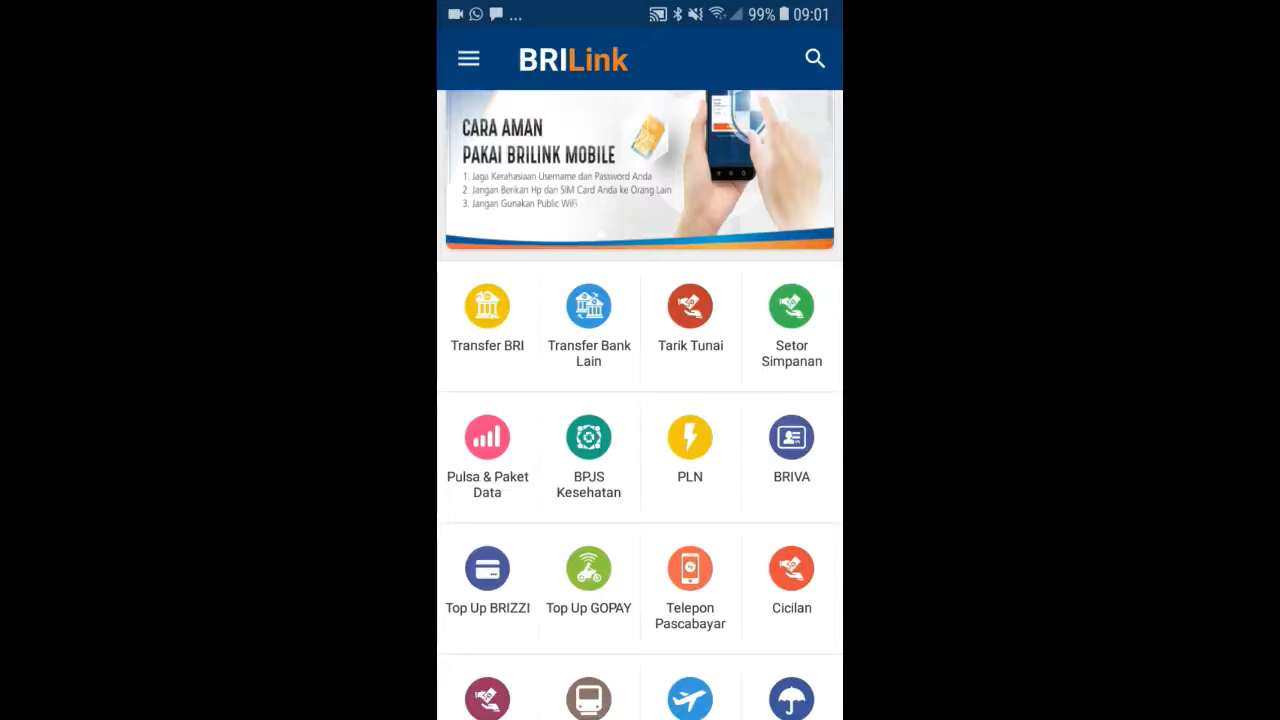 ... 99% 09:01
BRILink
CARA AMAN
PAKAI BRILINK MOBILE
1. Jaga Kerahasiaan Username dan Password Anda
2. Jangan Berikan Hp dan SIM Card Anda ke Orang Lain
3. Jangan Gunakan Public WiFi
Transfer BRI
Transfer Bank
Lain
Tarik Tunai
Setor
Simpanan
Pulsa & Paket
Data
BPJS
Kesehatan
PLN
BRIVA
Top Up BRIZZI
Top Up GOPAY
Telepon
Pascabayar
Cicilan